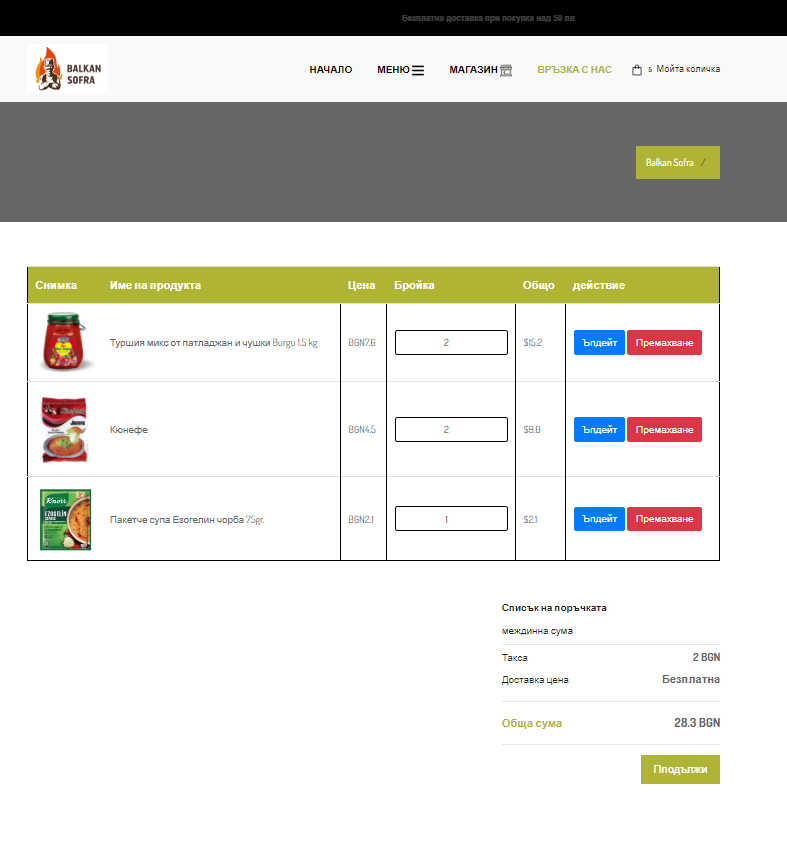 Безплатна доставка при покупка над 50 лв
BALKAN
SOFRA
НАЧАЛО МЕНЮ МАГАЗИН ВРЪЗКА С НАС 5 Мойта количка
Balkan Sofra /
Снимка Име на продукта Цена Бройка Общо действие
Туршия микс от патладжан и чушки Burgu 1.5 kg BGN7.6 2 $15.2 Ъпдейт Премахване
Кюнефе BGN4.5 2 $9.0 Ъпдейт Премахване
Knorr
EZOGELİN
Пакетче супа Езогелин чорба 75gr. BGN2.1 1 $2.1 Ъпдейт Премахване
Списък на поръчката
междинна сума
Такса 2 BGN
Доставка цена Безплатна
Обща сума 28.3 BGN
Пподължи